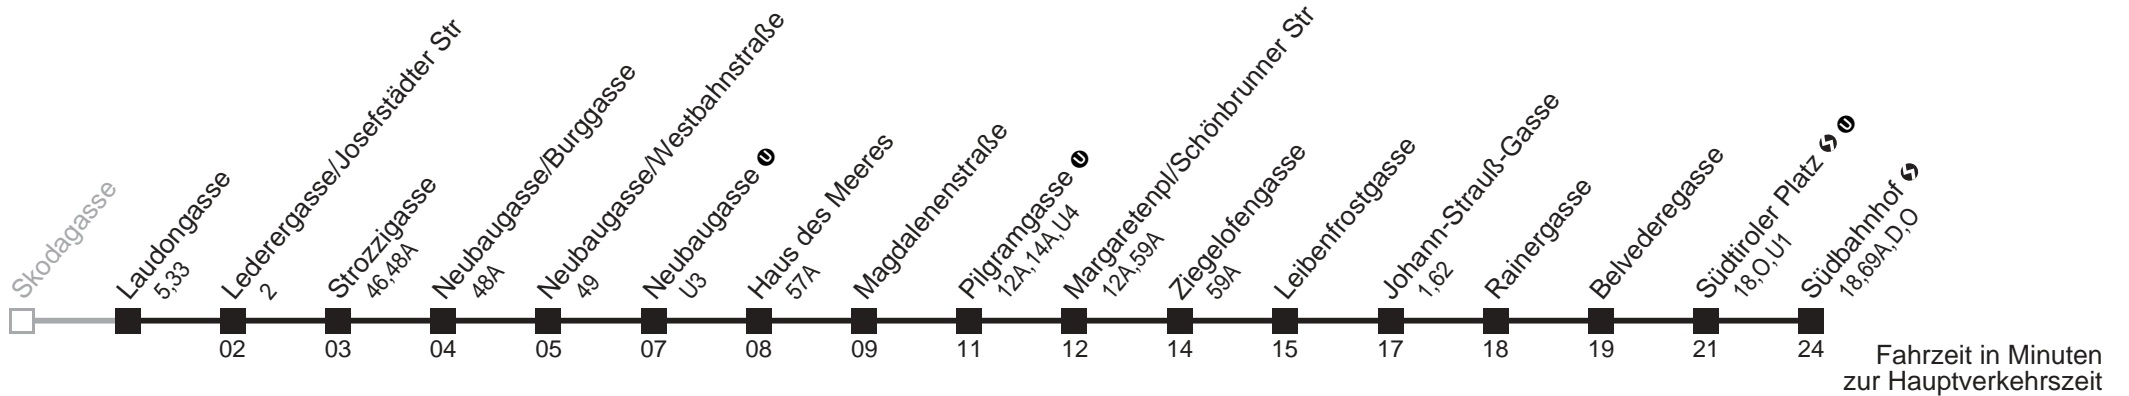 Skodagasse
Laudongasse
5,33
Lederergasse/Josefstädter Str
2
Strozzigasse
46,48A
Neubaugasse/Burggasse
48A
Neubaugasse/Westbahnstraße
49
Neubaugasse U
U3
Haus des Meeres
57A
Magdalenenstraße
Pilgramgasse U
12A,14A,U4
Margaretenpl/Schönbrunner Str
12A,59A
Ziegelofengasse
59A
Leibenfrostgasse
Johann-Strauß-Gasse
1,62
Rainergasse
Belvederegasse
Südtiroler Platz S U
18,O,U1
Südbahnhof S
18,69A,D,O
02 03 04 05 07 08 09 11 12 14 15 17 18 19 21 24
Fahrzeit in Minuten
zur Hauptverkehrszeit